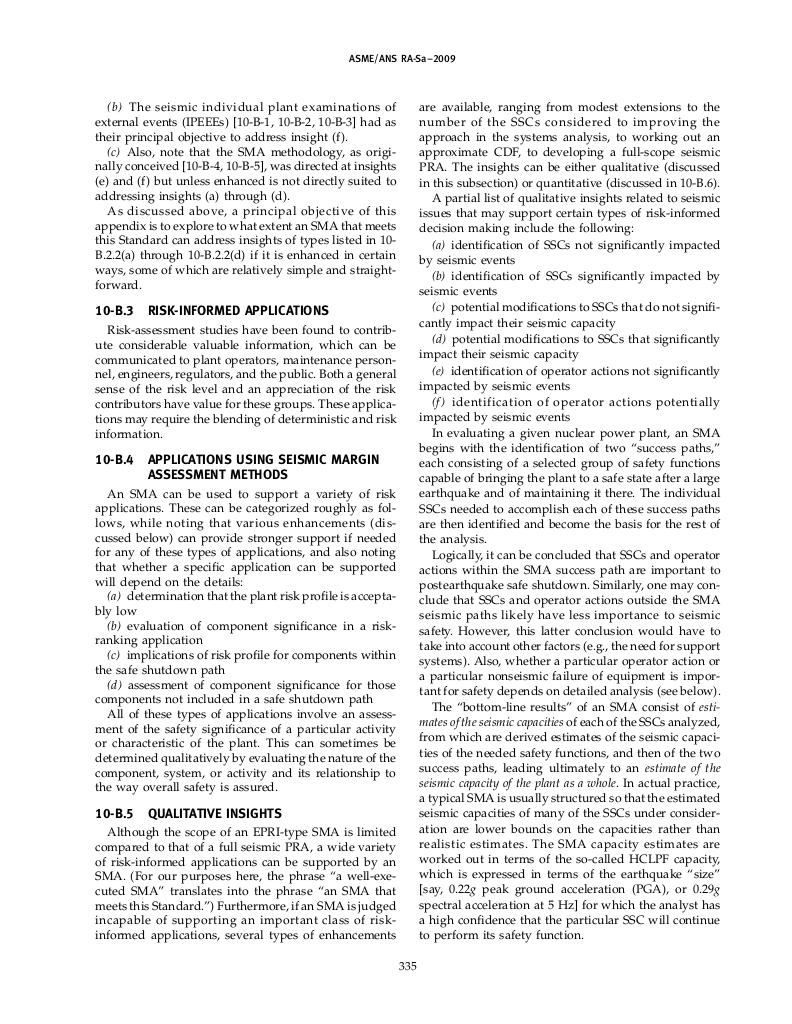 ASME/ANS RA-Sa–2009
(b) The seismic individual plant examinations of
external events (IPEEEs) [10-B-1, 10-B-2, 10-B-3] had as
their principal objective to address insight (f).
(c) Also, note that the SMA methodology, as origi-
nally conceived [10-B-4, 10-B-5], was directed at insights
(e) and (f) but unless enhanced is not directly suited to
addressing insights (a) through (d).
As discussed above, a principal objective of this
appendix is to explore to what extent an SMA that meets
this Standard can address insights of types listed in 10-
B.2.2(a) through 10-B.2.2(d) if it is enhanced in certain
ways, some of which are relatively simple and straight-
forward.
10-B.3 RISK-INFORMED APPLICATIONS
Risk-assessment studies have been found to contrib-
ute considerable valuable information, which can be
communicated to plant operators, maintenance person-
nel, engineers, regulators, and the public. Both a general
sense of the risk level and an appreciation of the risk
contributors have value for these groups. These applica-
tions may require the blending of deterministic and risk
information.
10-B.4 APPLICATIONS USING SEISMIC MARGIN
ASSESSMENT METHODS
An SMA can be used to support a variety of risk
applications. These can be categorized roughly as fol-
lows, while noting that various enhancements (dis-
cussed below) can provide stronger support if needed
for any of these types of applications, and also noting
that whether a specific application can be supported
will depend on the details:
(a) determination that the plant risk profile is accepta-
bly low
(b) evaluation of component significance in a risk-
ranking application
(c) implications of risk profile for components within
the safe shutdown path
(d) assessment of component significance for those
components not included in a safe shutdown path
All of these types of applications involve an assess-
ment of the safety significance of a particular activity
or characteristic of the plant. This can sometimes be
determined qualitatively by evaluating the nature of the
component, system, or activity and its relationship to
the way overall safety is assured.
10-B.5 QUALITATIVE INSIGHTS
Although the scope of an EPRI-type SMA is limited
compared to that of a full seismic PRA, a wide variety
of risk-informed applications can be supported by an
SMA. (For our purposes here, the phrase “a well-exe-
cuted SMA” translates into the phrase “an SMA that
meets this Standard.”) Furthermore, if an SMA is judged
incapable of supporting an important class of risk-
informed applications, several types of enhancements
are available, ranging from modest extensions to the
number of the SSCs considered to improving the
approach in the systems analysis, to working out an
approximate CDF, to developing a full-scope seismic
PRA. The insights can be either qualitative (discussed
in this subsection) or quantitative (discussed in 10-B.6).
A partial list of qualitative insights related to seismic
issues that may support certain types of risk-informed
decision making include the following:
(a) identification of SSCs not significantly impacted
by seismic events
(b) identification of SSCs significantly impacted by
seismic events
(c) potential modifications to SSCs that do not signifi-
cantly impact their seismic capacity
(d) potential modifications to SSCs that significantly
impact their seismic capacity
(e) identification of operator actions not significantly
impacted by seismic events
(f) identification of operator actions potentially
impacted by seismic events
In evaluating a given nuclear power plant, an SMA
begins with the identification of two “success paths,”
each consisting of a selected group of safety functions
capable of bringing the plant to a safe state after a large
earthquake and of maintaining it there. The individual
SSCs needed to accomplish each of these success paths
are then identified and become the basis for the rest of
the analysis.
Logically, it can be concluded that SSCs and operator
actions within the SMA success path are important to
postearthquake safe shutdown. Similarly, one may con-
clude that SSCs and operator actions outside the SMA
seismic paths likely have less importance to seismic
safety. However, this latter conclusion would have to
take into account other factors (e.g., the need for support
systems). Also, whether a particular operator action or
a particular nonseismic failure of equipment is impor-
tant for safety depends on detailed analysis (see below).
The “bottom-line results” of an SMA consist of esti-
mates of the seismic capacities of each of the SSCs analyzed,
from which are derived estimates of the seismic capaci-
ties of the needed safety functions, and then of the two
success paths, leading ultimately to an estimate of the
seismic capacity of the plant as a whole. In actual practice,
a typical SMA is usually structured so that the estimated
seismic capacities of many of the SSCs under consider-
ation are lower bounds on the capacities rather than
realistic estimates. The SMA capacity estimates are
worked out in terms of the so-called HCLPF capacity,
which is expressed in terms of the earthquake “size”
[say, 0.22g peak ground acceleration (PGA), or 0.29g
spectral acceleration at 5 Hz] for which the analyst has
a high confidence that the particular SSC will continue
to perform its safety function.
335